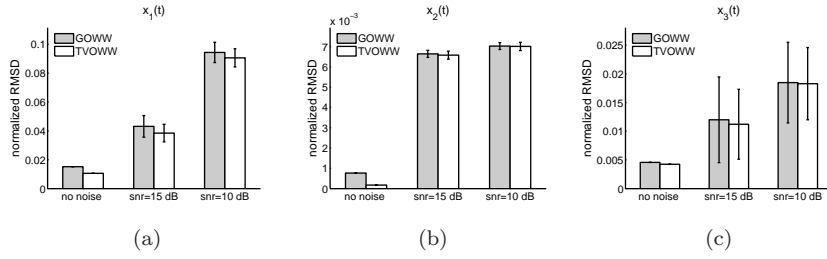 x1(t)
normalized RMSD
0.1
0.08
0.06
0.04
0.02
0
GOWW
TVOWW
no noise snr=15 dB snr=10 dB
(a)
x2(t)
x 10−3
normalized RMSD
7
6
5
4
3
2
1
0
GOWW
TVOWW
no noise snr=15 dB snr=10 dB
(b)
x3(t)
normalized RMSD
0.025
0.02
0.015
0.01
0.005
0
GOWW
TVOWW
no noise snr=15 dB snr=10 dB
(c)